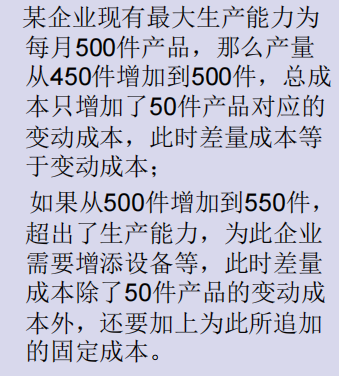 某企业现有最大生产能力为
每月500件产品，那么产量
从450件增加到500件，总成
本只增加了50件产品对应的
变动成本，此时差量成本等
于变动成本；
如果从500件增加到550件，
超出了生产能力，为此企业
需要增添设备等，此时差量
成本除了50件产品的变动成
本外，还要加上为此所追加
的固定成本。